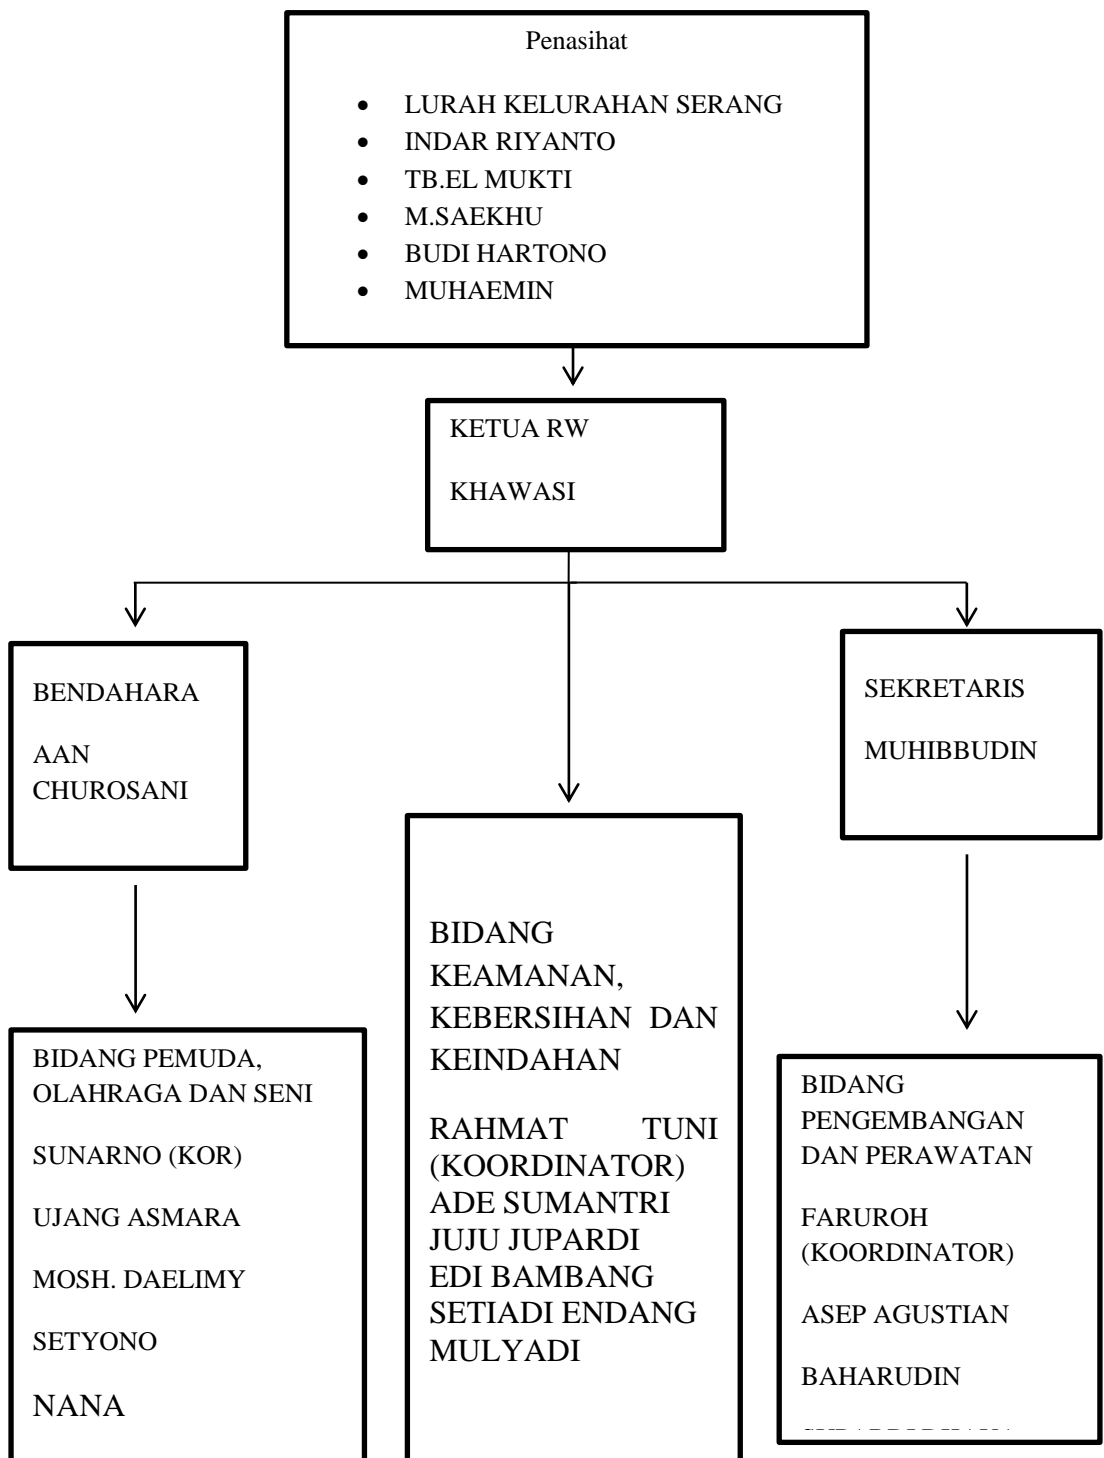 Penasihat
• LURAH KELURAHAN SERANG
• INDAR RIYANTO
• TB.EL MUKTI
• M.SAEKHU
• BUDI HARTONO
• MUHAEMIN
KETUA RW
KHAWASI
BENDAHARA
AAN
CHUROSANI
SEKRETARIS
MUHIBBUDIN
BIDANG PEMUDA,
OLAHRAGA DAN SENI
SUNARNO (KOR)
UJANG ASMARA
MOSH. DAELIMY
SETYONO
NANA
BIDANG
KEAMANAN,
KEBERSIHAN DAN
KEINDAHAN
RAHMAT TUNI
(KOORDINATOR)
ADE SUMANTRI
JUJU JUPARDI
EDI BAMBANG
SETIADI ENDANG
MULYADI
BIDANG
PENGEMBANGAN
DAN PERAWATAN
FARUROH
(KOORDINATOR)
ASEP AGUSTIAN
BAHARUDIN